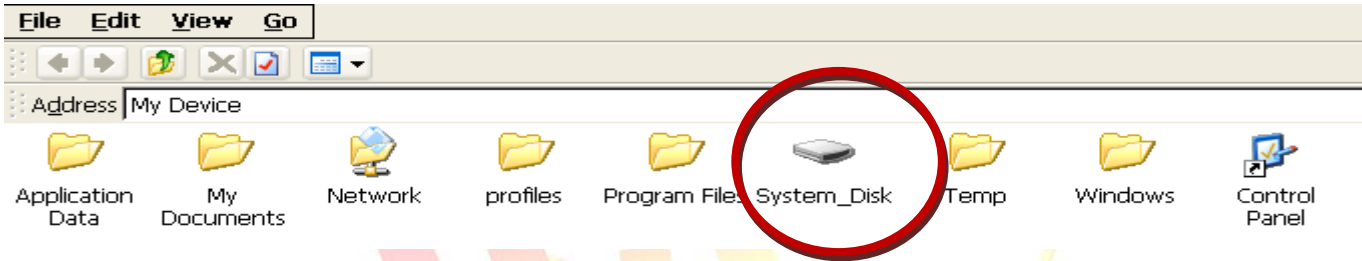 File Edit View Go
Address My Device
Application Data
My Documents
Network
profiles
Program Files
System_Disk
Temp
Windows
Control Panel